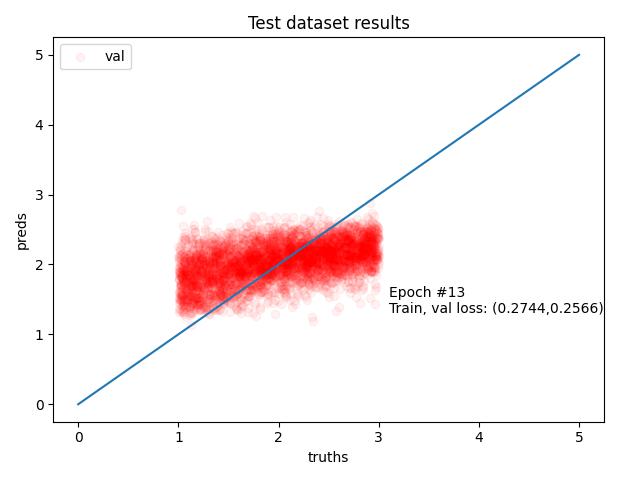 Test dataset results
val
5
4
3
2
1
0
preds
Epoch #13
Train, val loss: (0.2744,0.2566)
0 1 2 3 4 5
truths